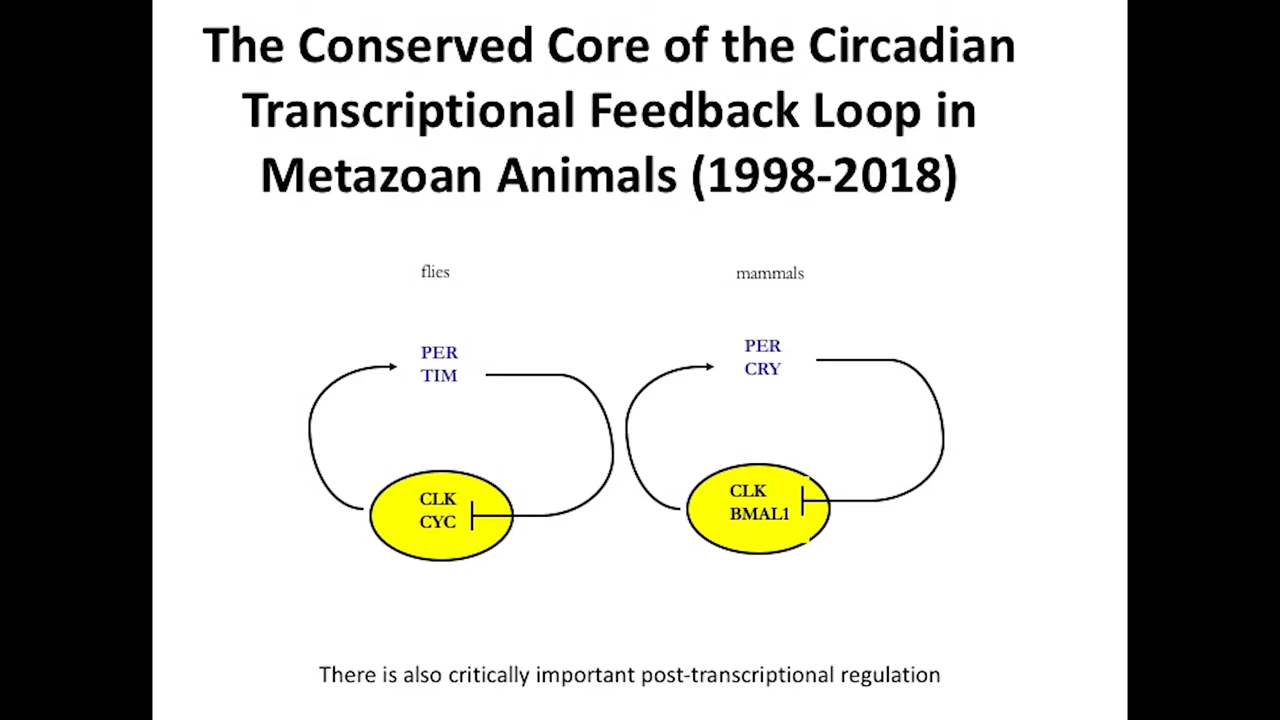 The Conserved Core of the Circadian
Transcriptional Feedback Loop in
Metazoan Animals (1998-2018)
flies
mammals
PER
TIM
PER
CRY
CLK
CYC
CLK
BMAL1
There is also critically important post-transcriptional regulation